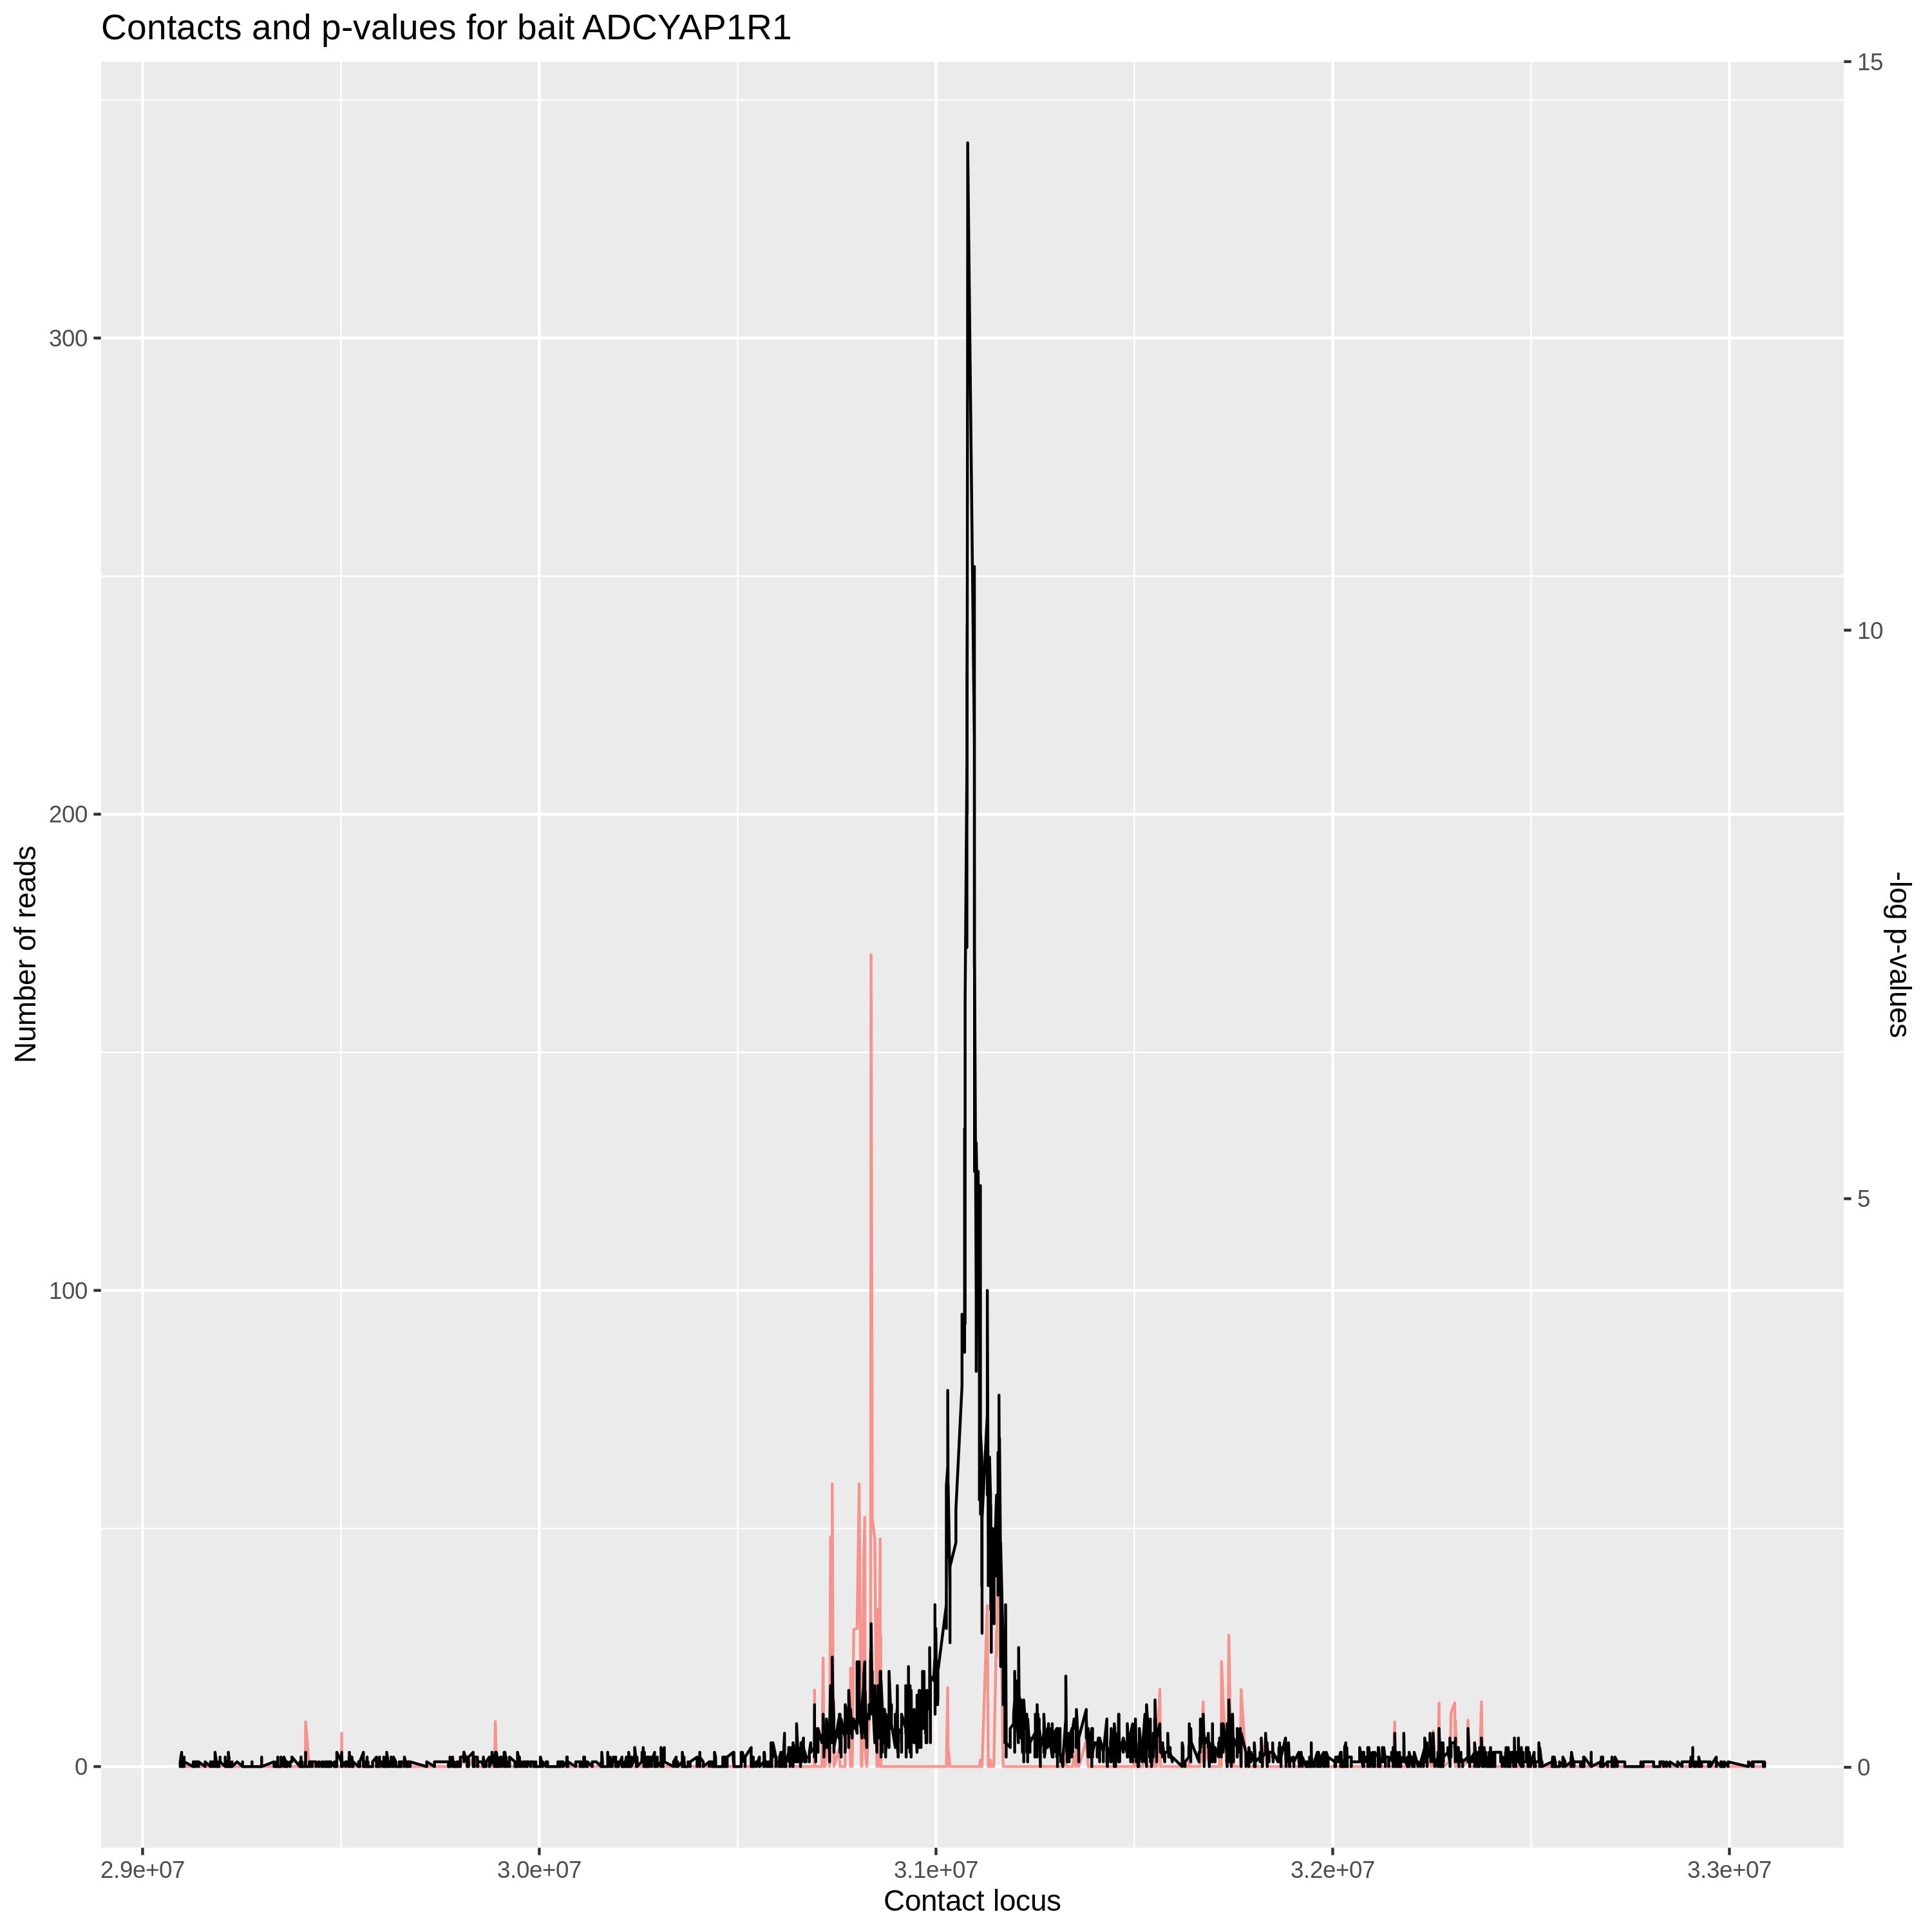 Contacts and p-values for bait ADCYAP1R1
15
300
10
200
Number of reads
-log p-values
5
100
0
0
2.9e+07
3.0e+07
3.1e+07
3.2e+07
3.3e+07
Contact locus